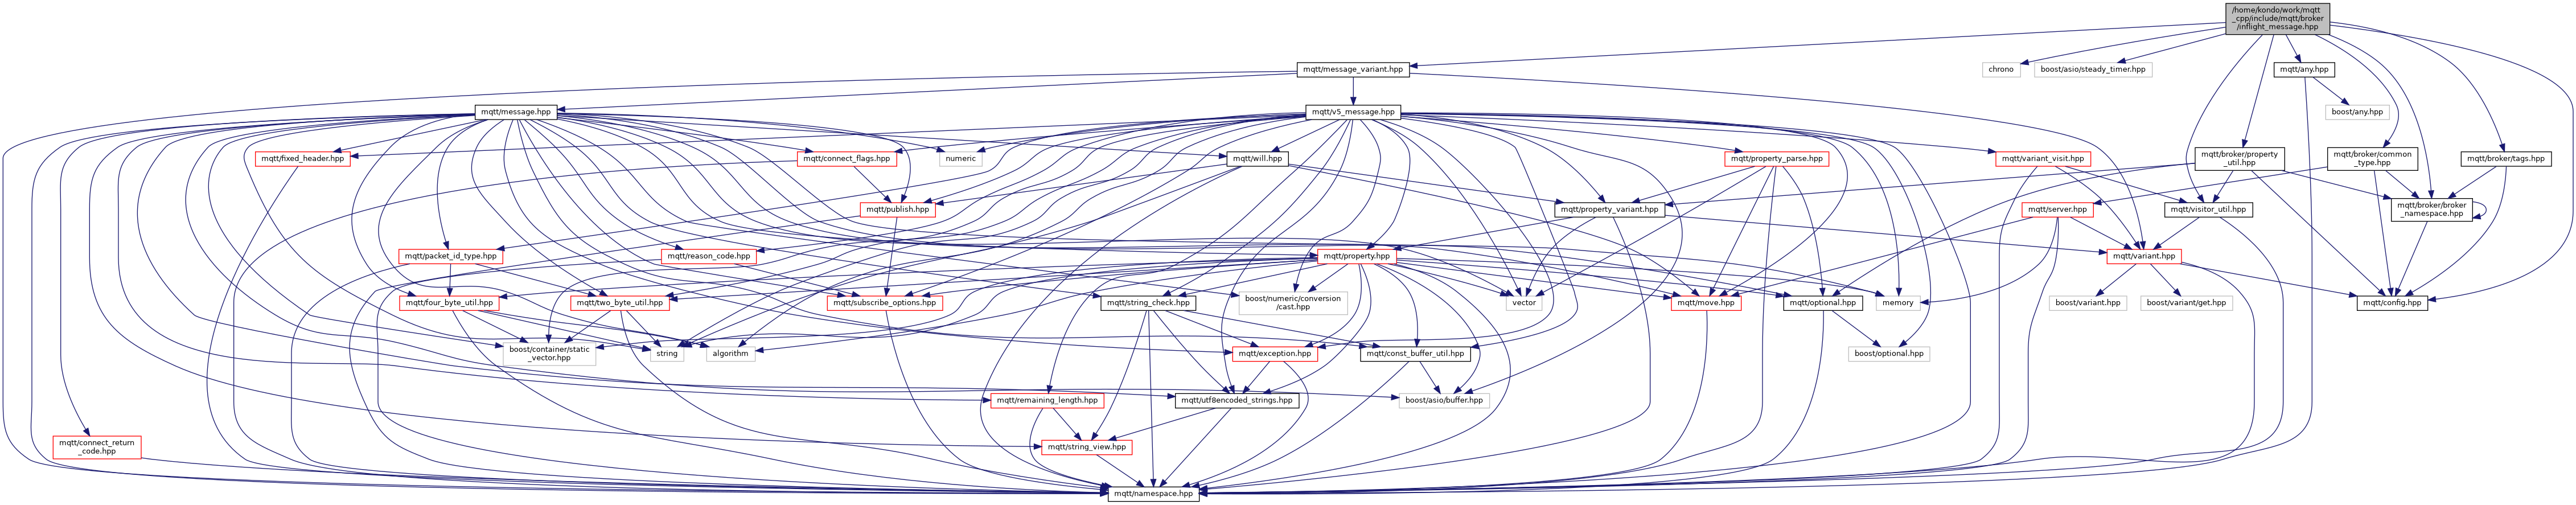 /home/kondo/work/mqtt
_cpp/include/mqtt/broker
/inflight_message.hpp
mqtt/message_variant.hpp
chrono
boost/asio/steady_timer.hpp
mqtt/any.hpp
mqtt/message.hpp
mqtt/v5_message.hpp
boost/any.hpp
mqtt/fixed_header.hpp
mqtt/connect_flags.hpp
numeric
mqtt/will.hpp
mqtt/property_parse.hpp
mqtt/variant_visit.hpp
mqtt/broker/property
_util.hpp
mqtt/broker/common
_type.hpp
mqtt/broker/tags.hpp
mqtt/publish.hpp
mqtt/property_variant.hpp
mqtt/server.hpp
mqtt/visitor_util.hpp
mqtt/broker/broker
_namespace.hpp
mqtt/packet_id_type.hpp
mqtt/reason_code.hpp
mqtt/property.hpp
mqtt/variant.hpp
mqtt/four_byte_util.hpp
mqtt/two_byte_util.hpp
mqtt/subscribe_options.hpp
mqtt/string_check.hpp
boost/numeric/conversion
/cast.hpp
vector
mqtt/move.hpp
mqtt/optional.hpp
memory
boost/variant.hpp
boost/variant/get.hpp
mqtt/config.hpp
boost/container/static
_vector.hpp
string
algorithm
mqtt/exception.hpp
mqtt/const_buffer_util.hpp
boost/optional.hpp
mqtt/remaining_length.hpp
mqtt/utf8encoded_strings.hpp
boost/asio/buffer.hpp
mqtt/connect_return
_code.hpp
mqtt/string_view.hpp
mqtt/namespace.hpp